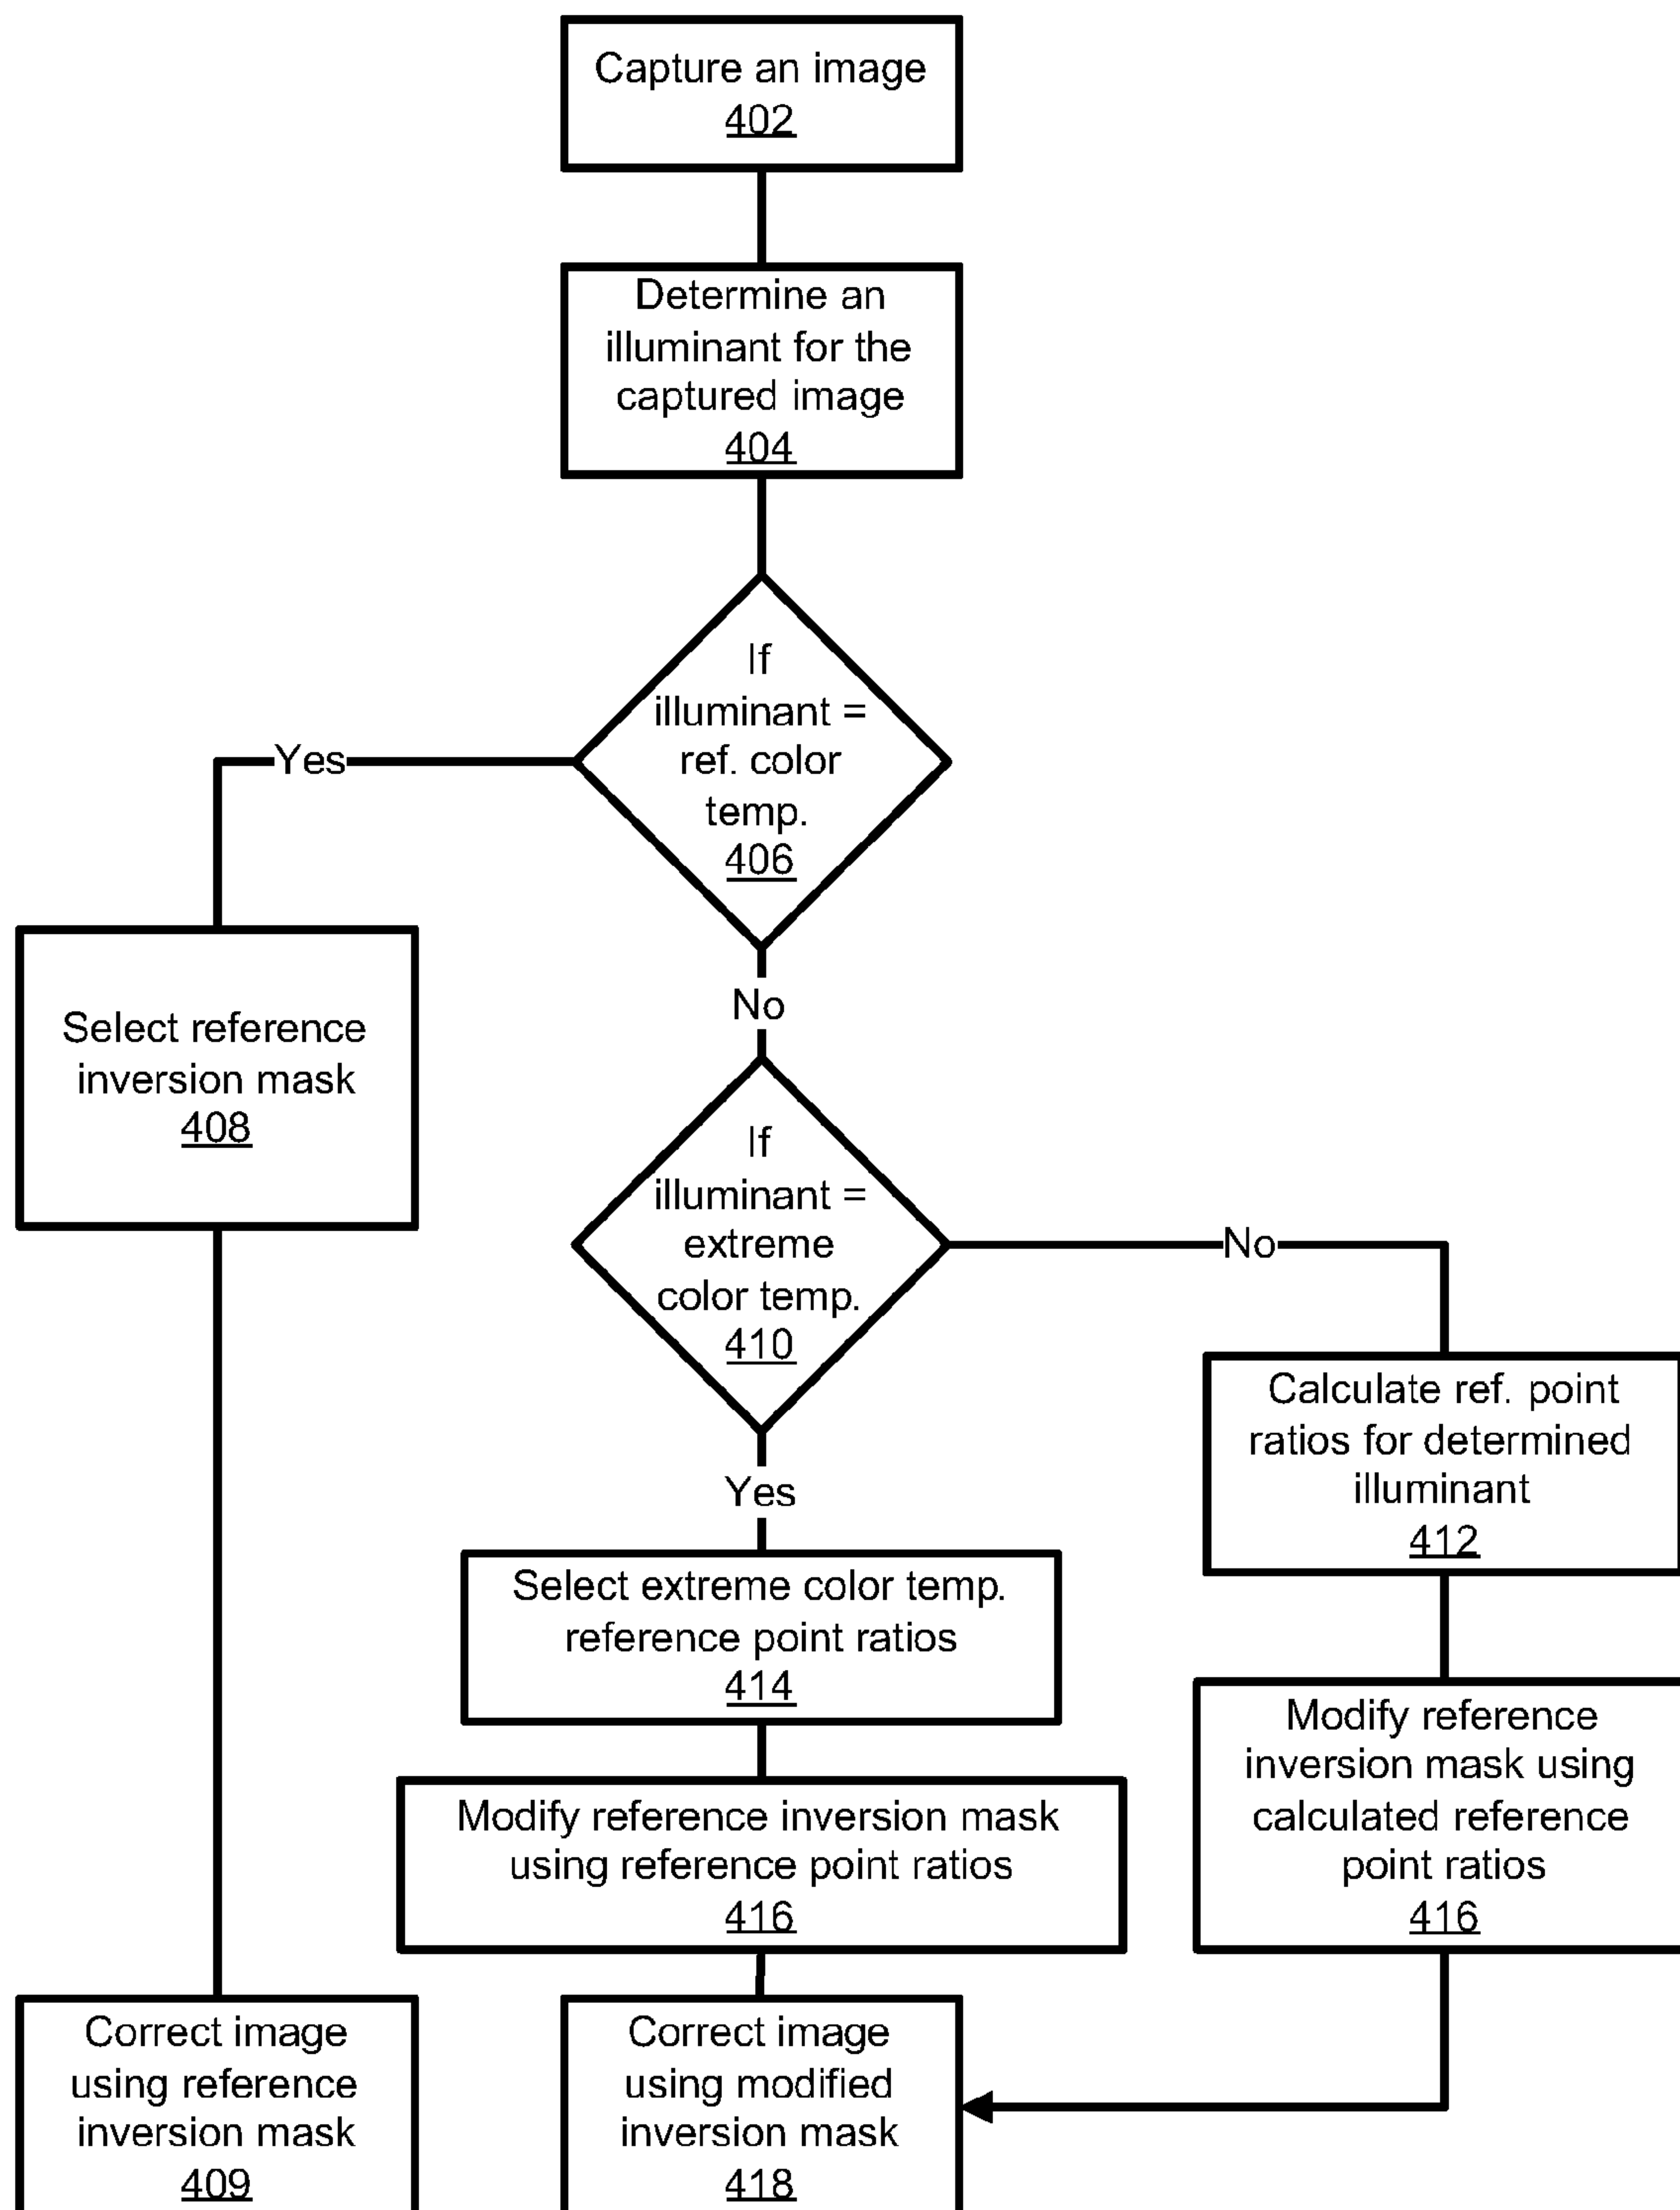 Capture an image
402
Determine an
illuminant for the
captured image
404
If
illuminant =
ref. color
temp.
406
Yes
No
Select reference
inversion mask
408
If
illuminant =
extreme
color temp.
410
No
Yes
Calculate ref. point
ratios for determined
illuminant
412
Select extreme color temp.
reference point ratios
414
Modify reference
inversion mask using
calculated reference
point ratios
416
Modify reference inversion mask
using reference point ratios
416
Correct image
using reference
inversion mask
409
Correct image
using modified
inversion mask
418